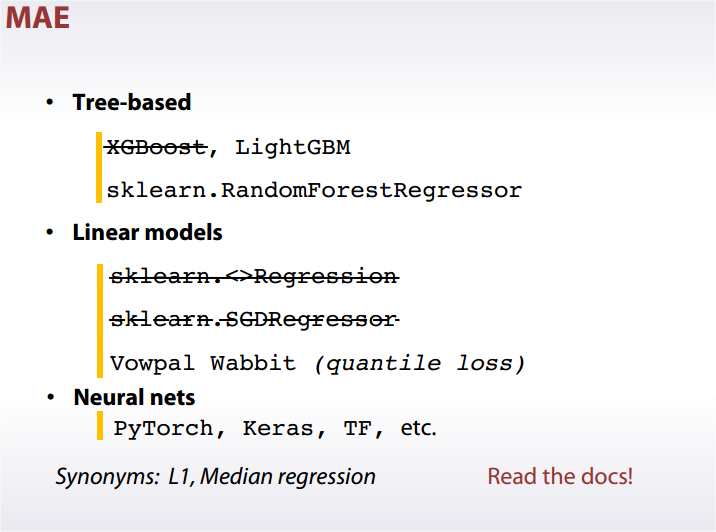 MAE
• Tree-based
XGBoost, LightGBM
sklearn.RandomForestRegressor
• Linear models
sklearn.<>Regression
sklearn.SGDRegressor
Vowpal Wabbit (quantile loss)
• Neural nets
PyTorch, Keras, TF, etc.
Synonyms: L1, Median regression
Read the docs!